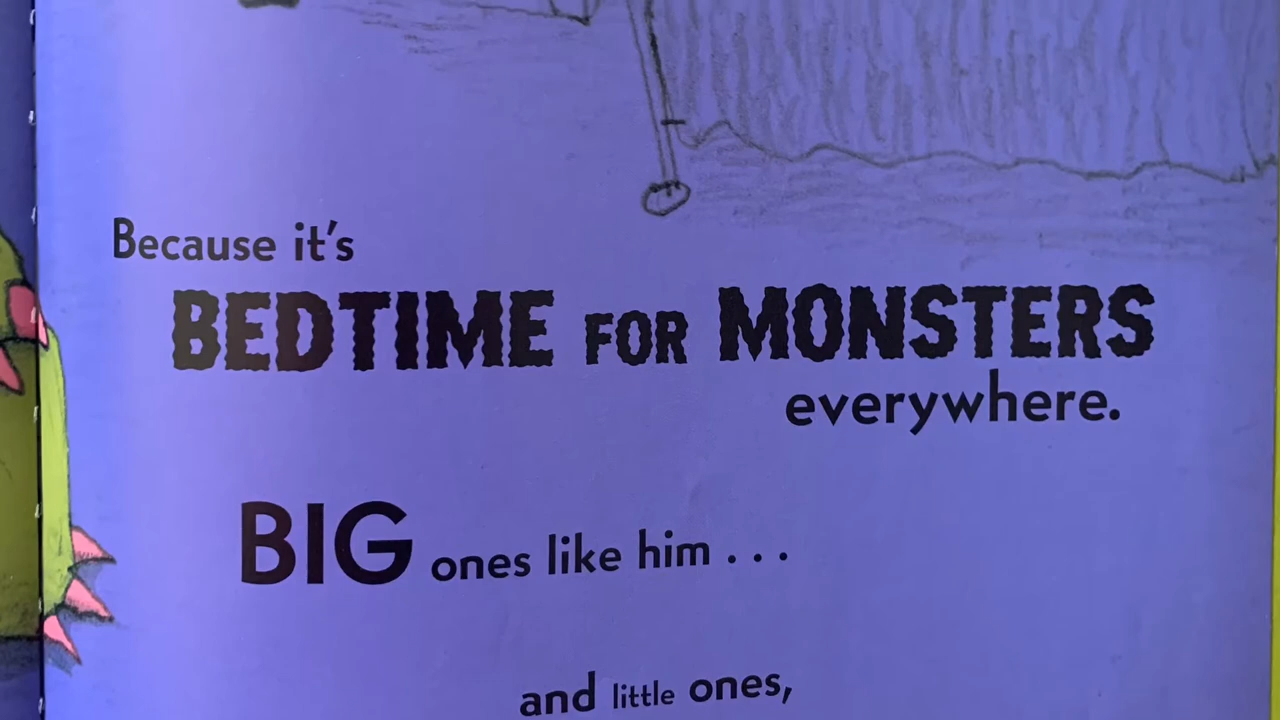 Because it's
BEDTIME FOR MONSTERS
everywhere.
BIG ones like him . . .
and little ones,